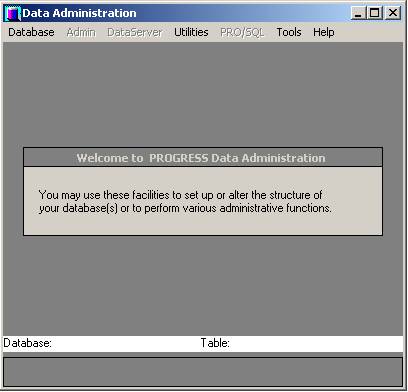 Data Administration
Database Admin DataServer Utilities PRO/SQL Tools Help
Welcome to PROGRESS Data Administration
You may use these facilities to set up or alter the structure of
your database(s) or to perform various administrative functions.
Database: Table: